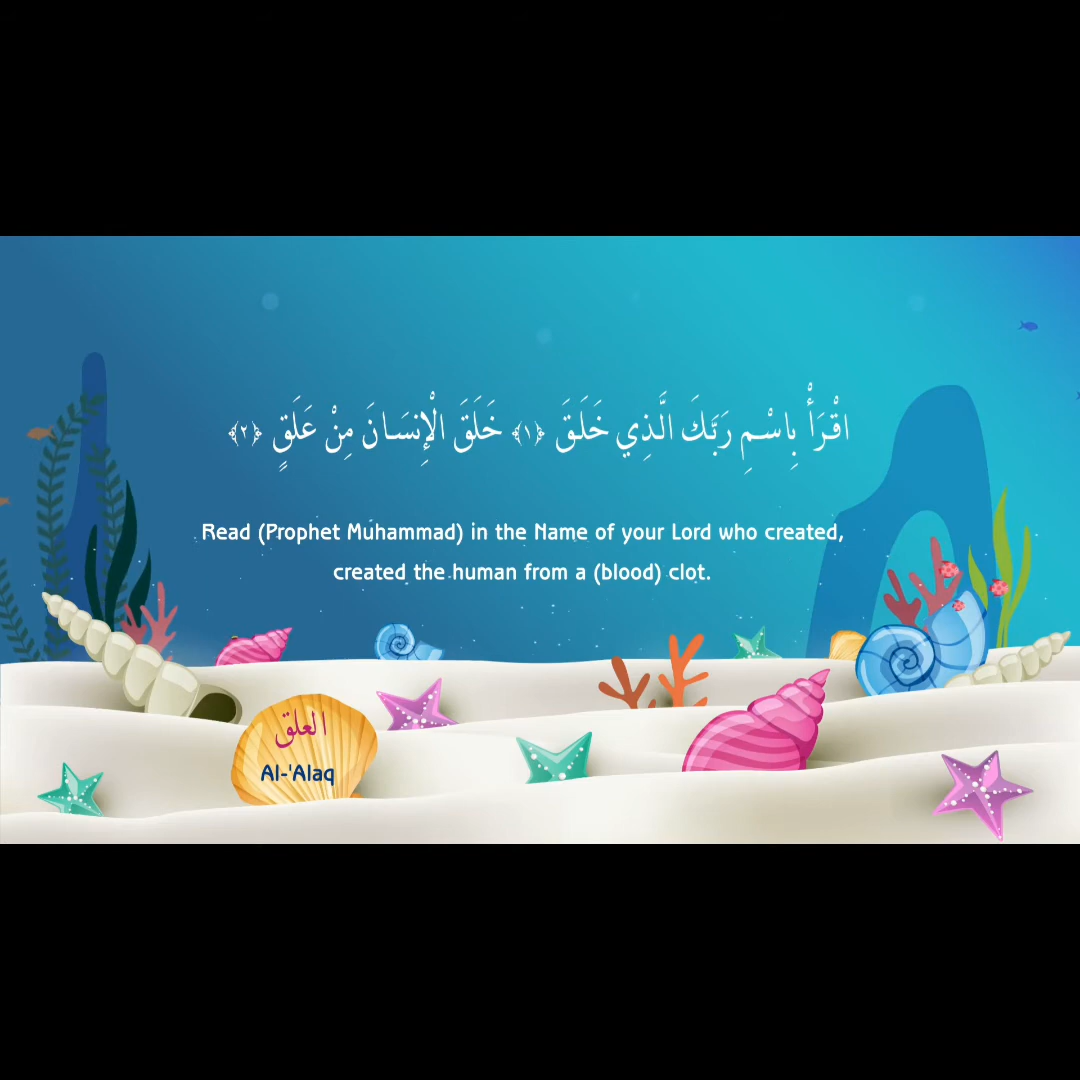 اقْرَأْ بِاسْمِ رَبِّكَ الَّذِي خَلَقَ ﴿١﴾ خَلَقَ الْإِنسَانَ مِنْ عَلَقٍ ﴿٢﴾
Read (Prophet Muhammad) in the Name of your Lord who created,
created the human from a (blood) clot.
العلق
Al-'Alaq